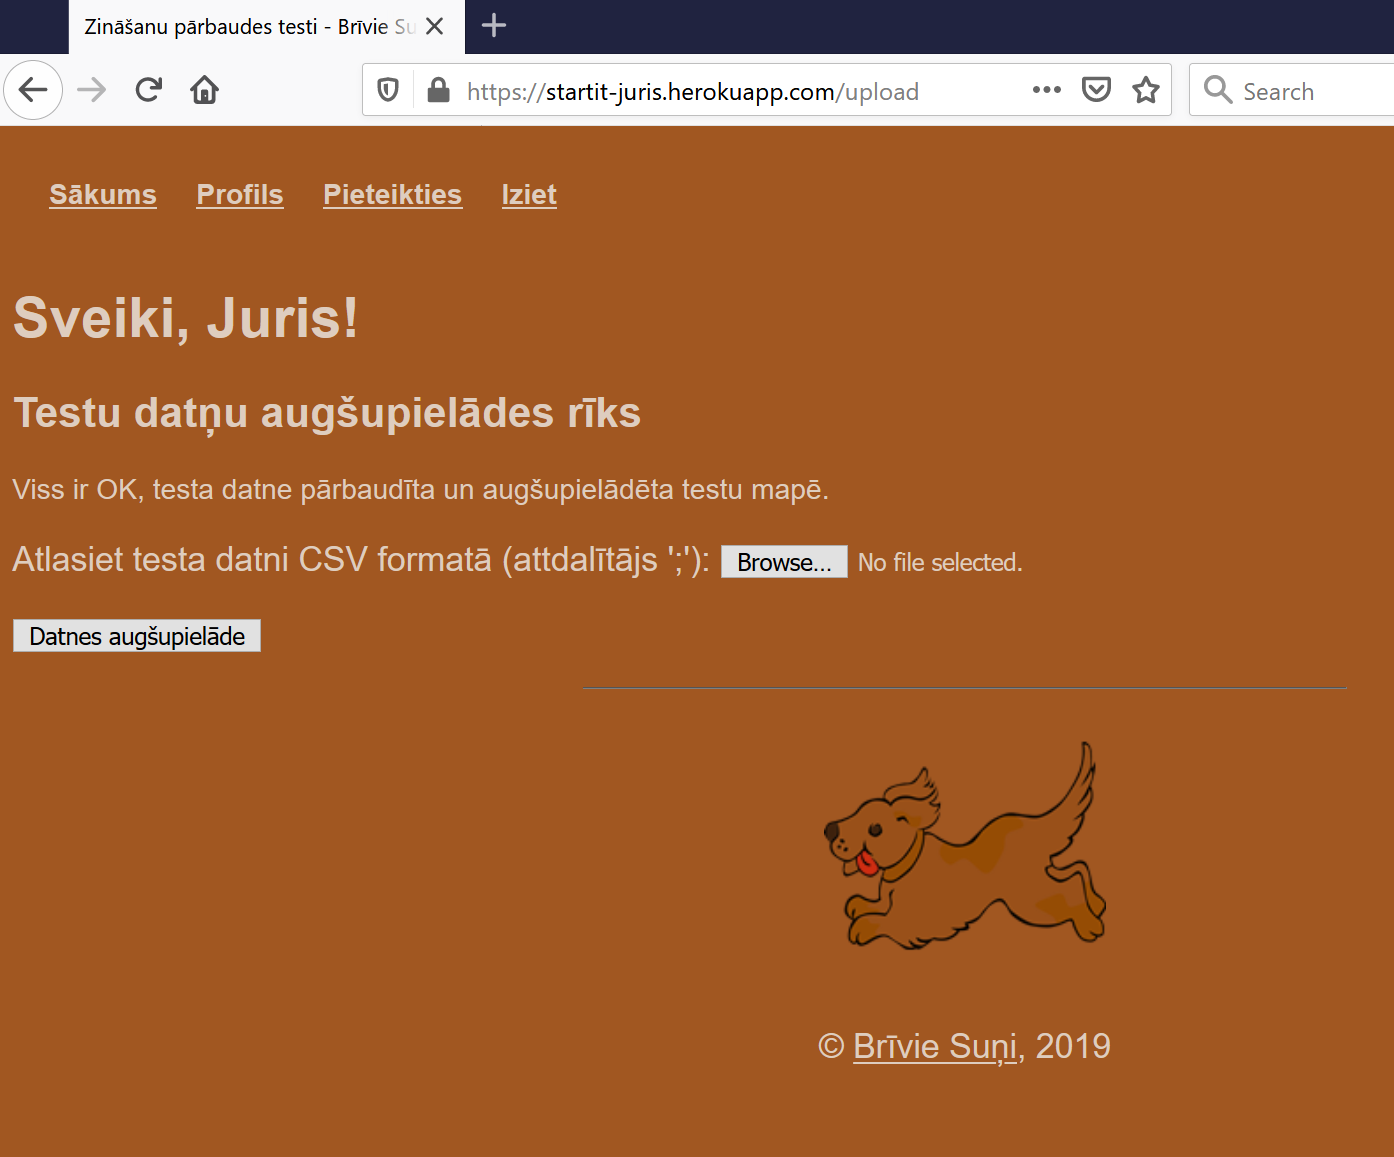 Zināšanu pārbaudes testi - Brīvie Su
https://startit-juris.herokuapp.com/upload
Search
Sākums Profils Pieteikties Iziet
Sveiki, Juris!
Testu datņu augšupielādes rīks
Viss ir OK, testa datne pārbaudīta un augšupielādēta testu mapē.
Atlasiet testa datni CSV formatā (attdalītājs ';'): Browse... No file selected.
Datnes augšupielāde
© Brīvie Suņi, 2019